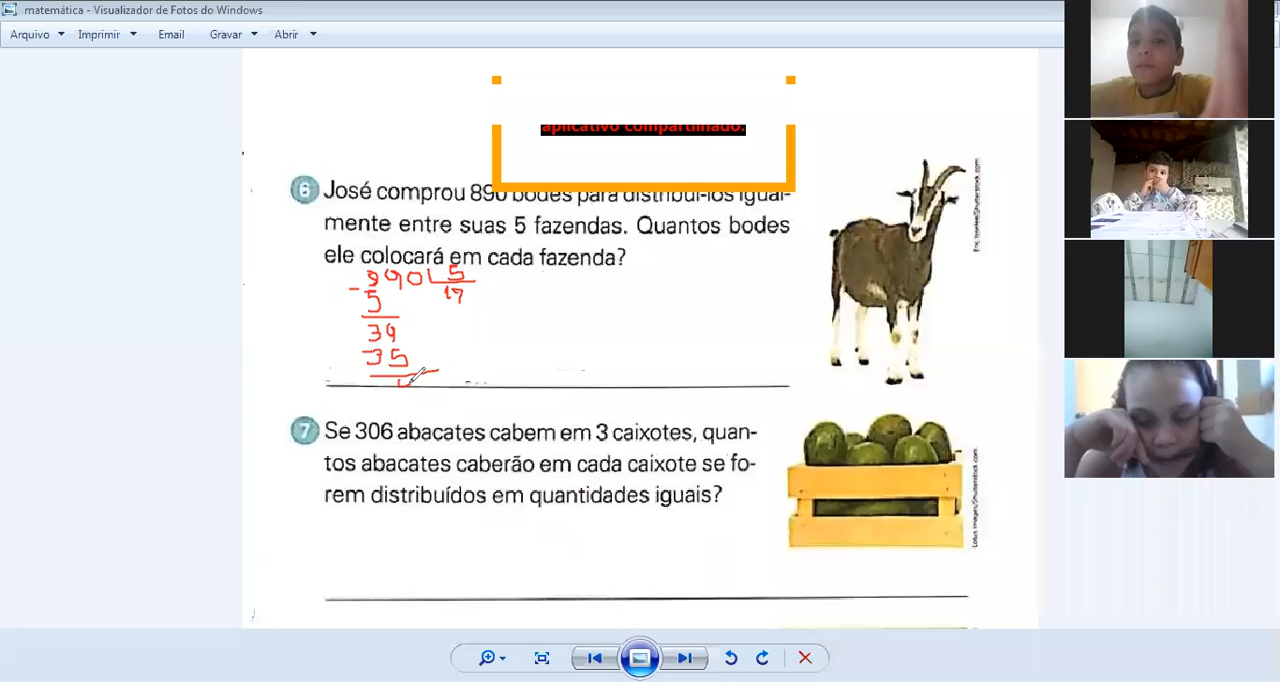 matemática - Visualizador de Fotos do Windows
Arquivo Imprimir Email Gravar Abrir
aplicativo compartilhado.
6 José comprou 890 bodes para distribuí-los igual-
mente entre suas 5 fazendas. Quantos bodes
ele colocará em cada fazenda?
890 5
- 5 17
39
-35
7 Se 306 abacates cabem em 3 caixotes, quan-
tos abacates caberão em cada caixote se fo-
rem distribuídos em quantidades iguais?